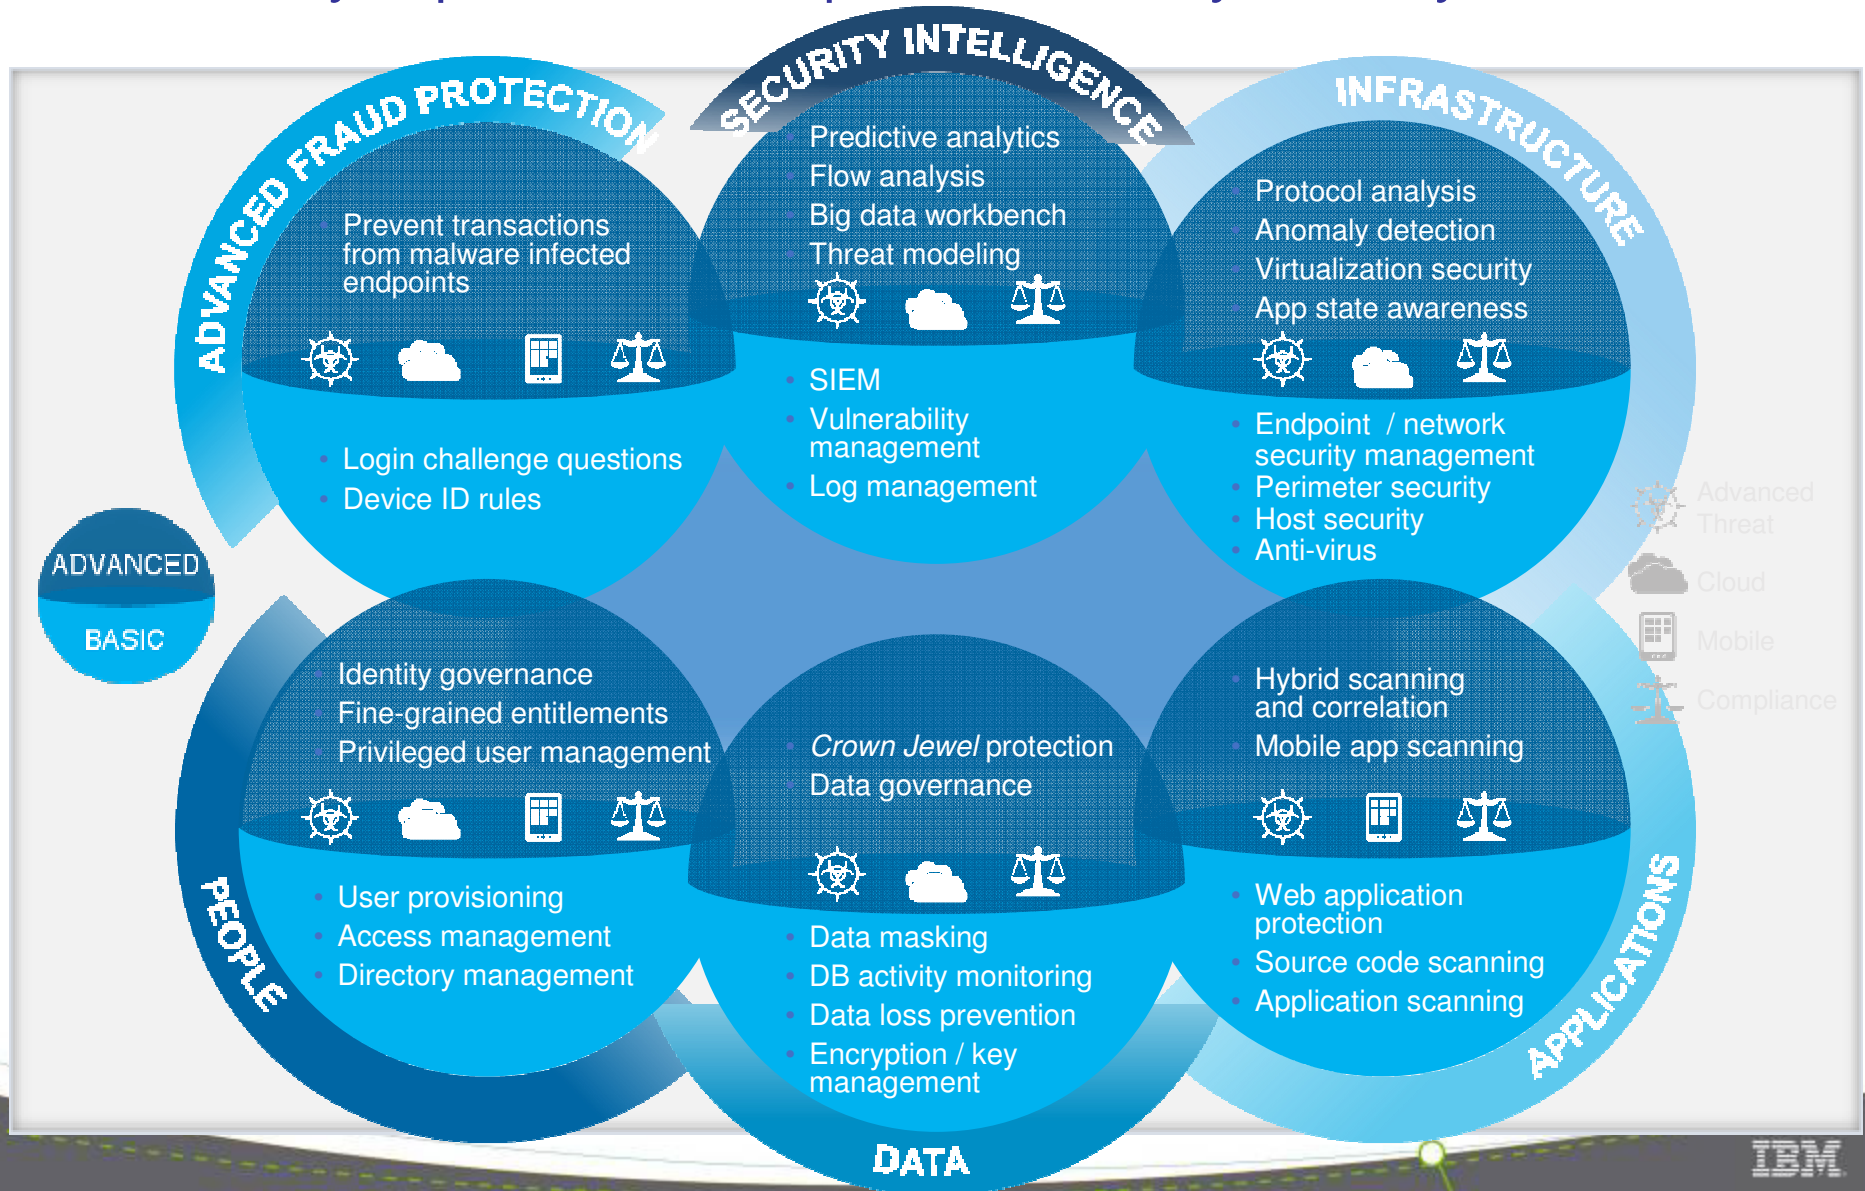 ADVANCED FRAUD PROTECTION
Prevent transactions
from malware infected
endpoints
Login challenge questions
Device ID rules
SECURITY INTELLIGENCE
Predictive analytics
Flow analysis
Big data workbench
Threat modeling
SIEM
Vulnerability
management
Log management
INFRASTRUCTURE
Protocol analysis
Anomaly detection
Virtualization security
App state awareness
Endpoint / network
security management
Perimeter security
Host security
Anti-virus
ADVANCED
BASIC
Advanced
Threat
Cloud
Mobile
Compliance
PEOPLE
Identity governance
Fine-grained entitlements
Privileged user management
User provisioning
Access management
Directory management
Crown Jewel protection
Data governance
Data masking
DB activity monitoring
Data loss prevention
Encryption / key
management
DATA
Hybrid scanning
and correlation
Mobile app scanning
Web application
protection
Source code scanning
Application scanning
APPLICATIONS
IBM